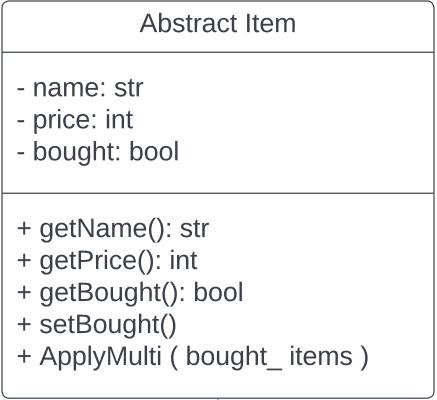 Abstract Item
- name: str
- price: int
- bought: bool
+ getName(): str
+ getPrice(): int
+ getBought(): bool
+ setBought()
+ ApplyMulti ( bought_ items )